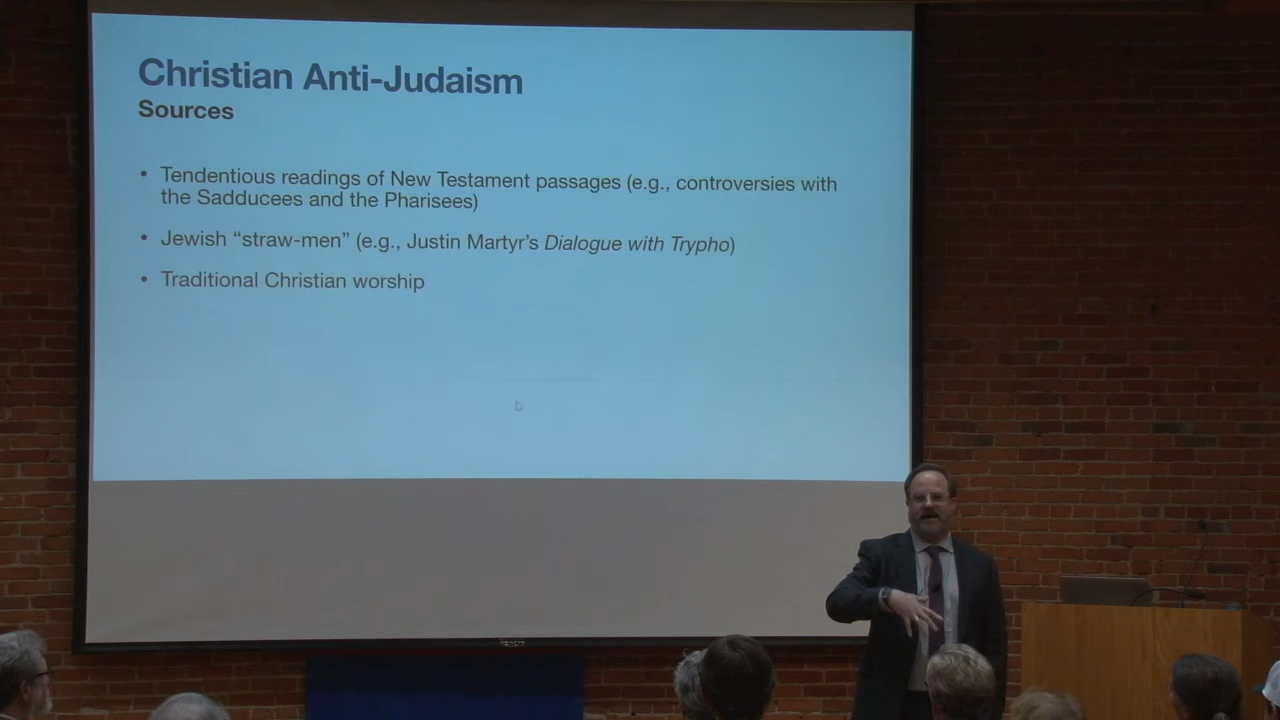 Christian Anti-Judaism
Sources
• Tendentious readings of New Testament passages (e.g., controversies with
the Sadducees and the Pharisees)
• Jewish “straw-men” (e.g., Justin Martyr’s Dialogue with Trypho)
• Traditional Christian worship